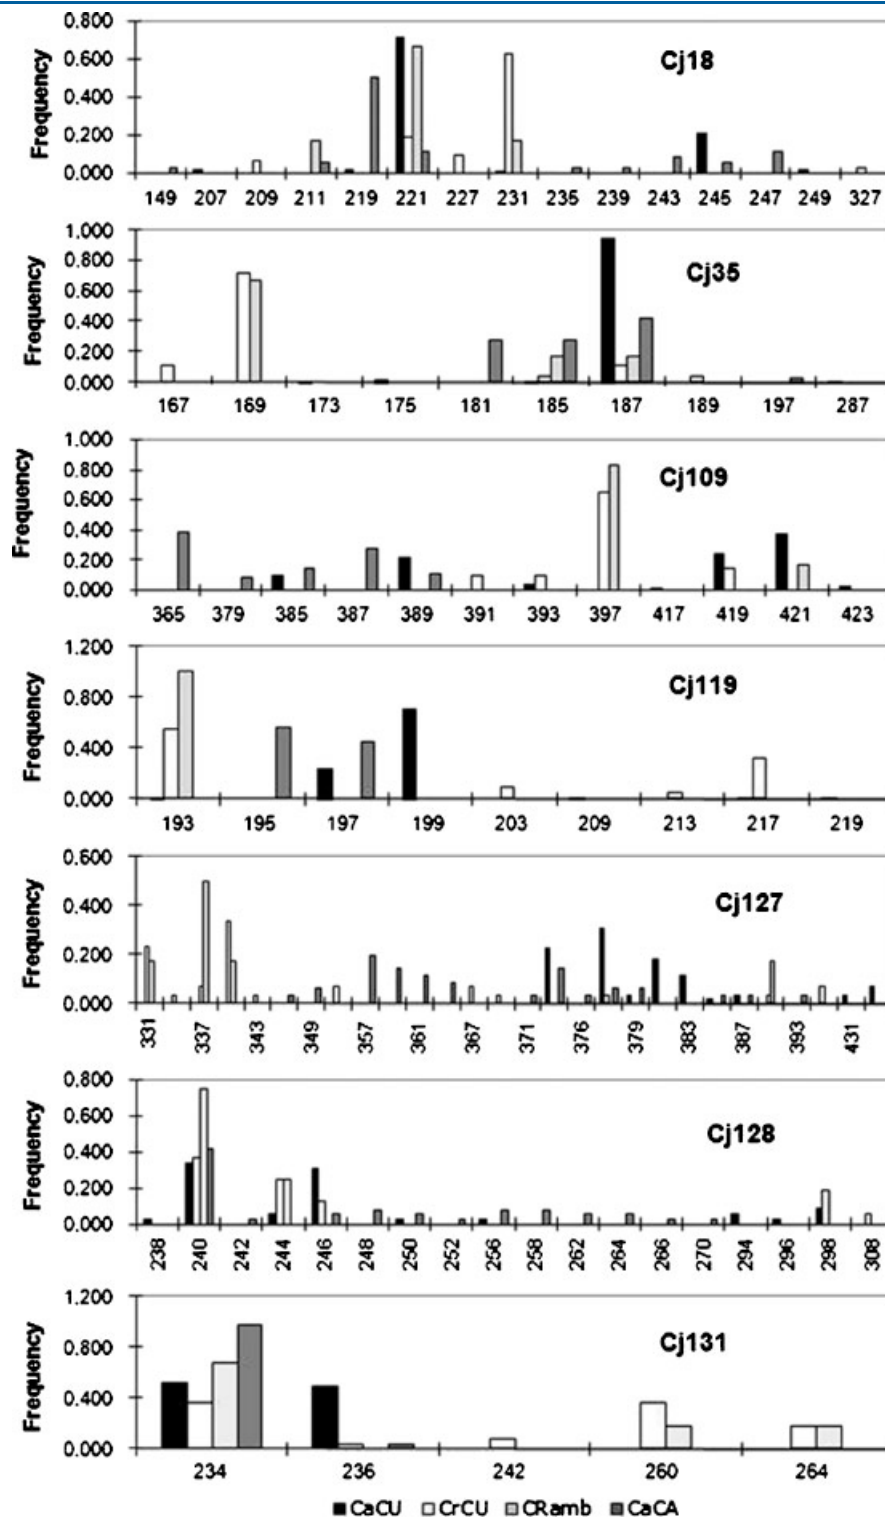 0.800
0.600
0.400
0.200
0.000
Frequency
Cj18
149 207 209 211 219 221 227 231 235 239 243 245 247 249 327
1.000
0.800
0.600
0.400
0.200
0.000
Frequency
Cj35
167 169 173 175 181 185 187 189 197 287
1.000
0.800
0.600
0.400
0.200
0.000
Frequency
Cj109
365 379 385 387 389 391 393 397 417 419 421 423
1.200
0.800
0.400
0.000
Frequency
Cj119
193 195 197 199 203 209 213 217 219
0.600
0.400
0.200
0.000
Frequency
Cj127
331 337 343 349 357 361 367 371 376 379 383 387 393 431
0.800
0.600
0.400
0.200
0.000
Frequency
Cj128
238 240 242 244 246 248 250 252 256 258 262 264 266 270 294 296 298 308
1.200
0.800
0.400
0.000
Frequency
Cj131
234 236 242 260 264
CaCU CrCU CRamb CaCA